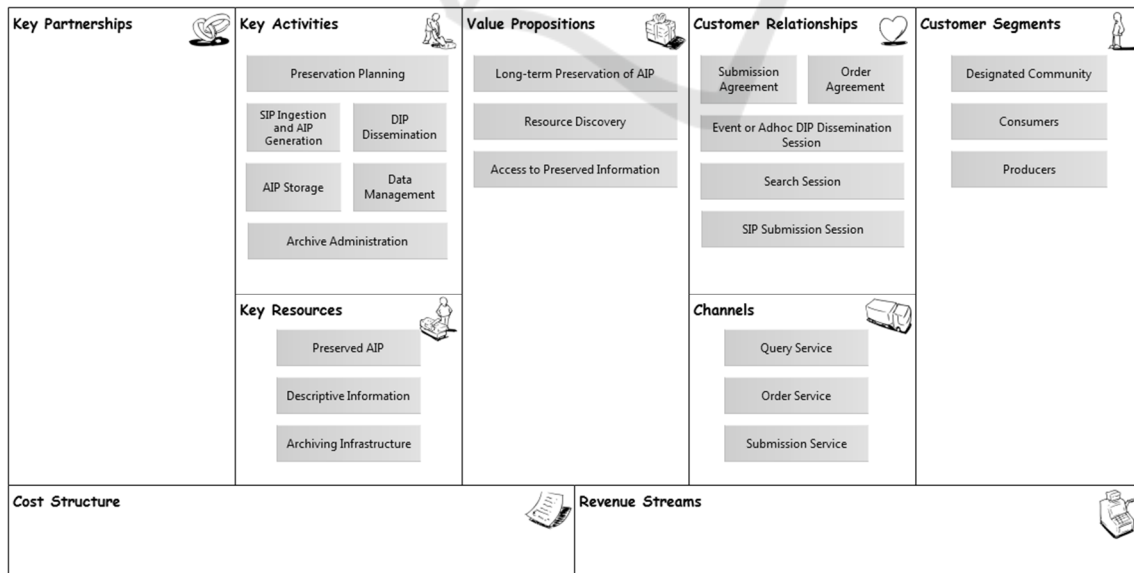 Key Partnerships
Key Activities
Preservation Planning
SIP Ingestion
and AIP
Generation
DIP
Dissemination
AIP Storage
Data
Management
Archive Administration
Key Resources
Preserved AIP
Descriptive Information
Archiving Infrastructure
Value Propositions
Long-term Preservation of AIP
Resource Discovery
Access to Preserved Information
Customer Relationships
Submission
Agreement
Order
Agreement
Event or Adhoc DIP Dissemination
Session
Search Session
SIP Submission Session
Channels
Query Service
Order Service
Submission Service
Customer Segments
Designated Community
Consumers
Producers
Cost Structure
Revenue Streams